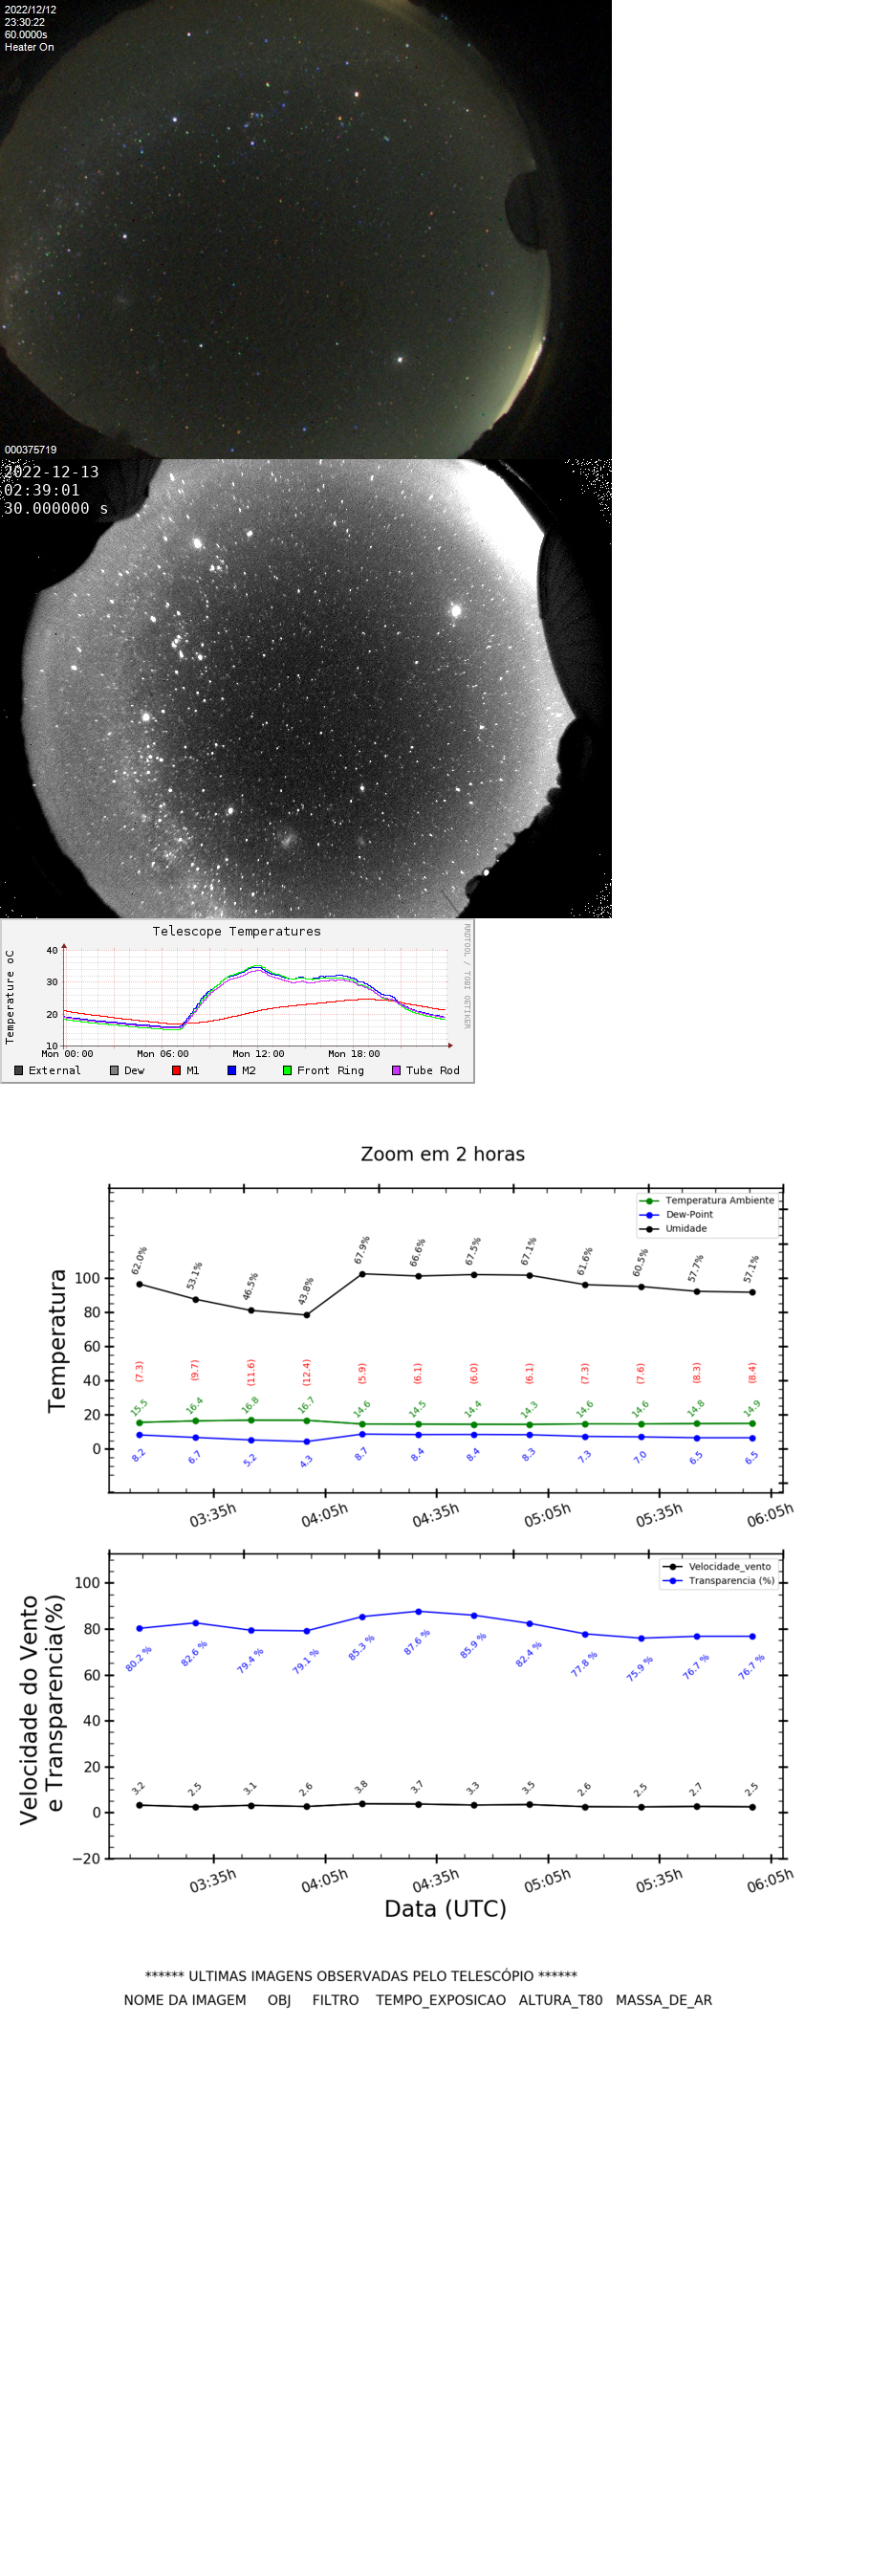 2022/12/12
23:30:22
60.0000s
Heater On
000375719
2022-12-13
02:39:01
30.000000 s
Telescope Temperatures
Temperature oC
40
30
20
10
Mon 00:00 Mon 06:00 Mon 12:00 Mon 18:00
External Dew M1 M2 Front Ring Tube Rod
RRDTOOL / TOBI OETIKER
Zoom em 2 horas
Temperatura
Temperatura Ambiente
Dew-Point
Umidade
100
80
60
40
20
0
62.0% 53.1% 46.5% 43.8% 67.9% 66.6% 67.5% 67.1% 61.6% 60.5% 57.7% 57.1%
(7.3) (9.7) (11.6) (12.4) (5.9) (6.1) (6.0) (6.1) (7.3) (7.6) (8.3) (8.4)
15.5 16.4 16.8 16.7 14.6 14.5 14.4 14.3 14.6 14.6 14.8 14.9
8.2 6.7 5.2 4.3 8.7 8.4 8.4 8.3 7.3 7.0 6.5 6.5
03:35h 04:05h 04:35h 05:05h 05:35h 06:05h
Velocidade do Vento
e Transparencia(%)
Velocidade_vento
Transparencia (%)
100
80
60
40
20
0
−20
80.2 % 82.6 % 79.4 % 79.1 % 85.3 % 87.6 % 85.9 % 82.4 % 77.8 % 75.9 % 76.7 % 76.7 %
3.2 2.5 3.1 2.6 3.8 3.7 3.3 3.5 2.6 2.5 2.7 2.5
03:35h 04:05h 04:35h 05:05h 05:35h 06:05h
Data (UTC)
****** ULTIMAS IMAGENS OBSERVADAS PELO TELESCÓPIO ******
NOME DA IMAGEM OBJ FILTRO TEMPO_EXPOSICAO ALTURA_T80 MASSA_DE_AR